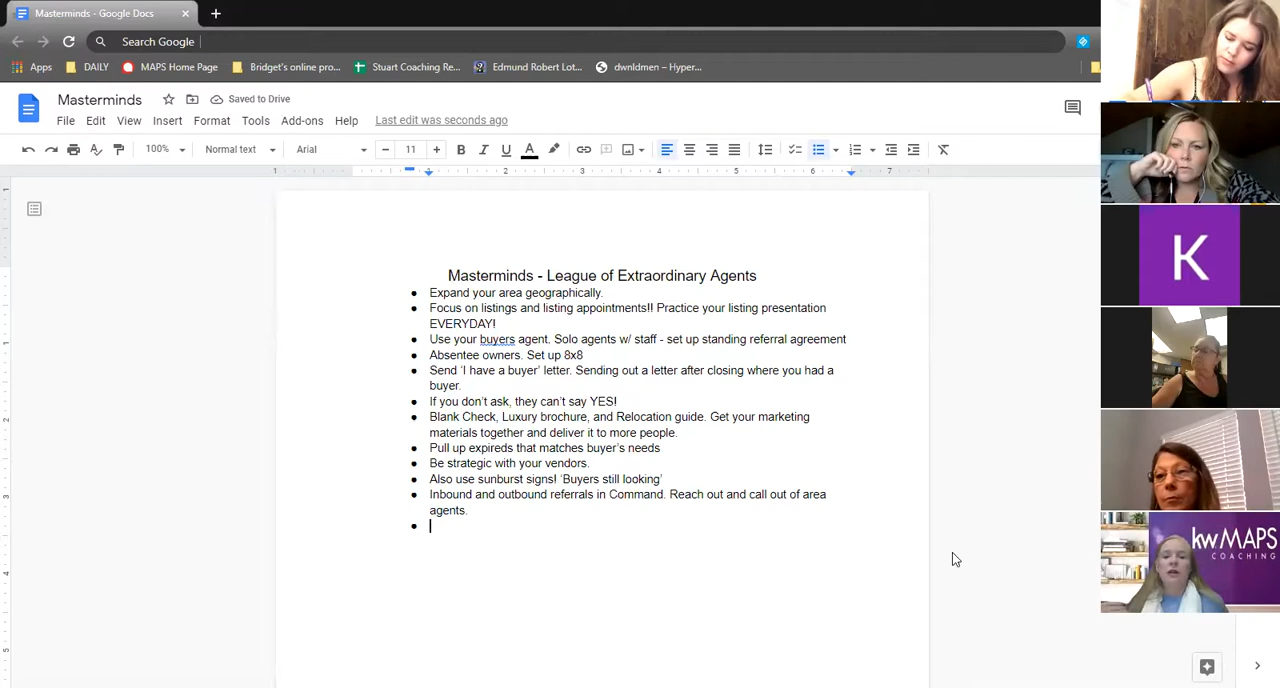 Masterminds - Google Docs
Search Google
Apps DAILY MAPS Home Page Bridget's online pro... Stuart Coaching Re... Edmund Robert Lot... dwnldmen – Hyper...
Masterminds Saved to Drive
File Edit View Insert Format Tools Add-ons Help Last edit was seconds ago
100% Normal text Arial 11
1 1 2 3 4 5 6 7
Masterminds - League of Extraordinary Agents
● Expand your area geographically.
● Focus on listings and listing appointments!! Practice your listing presentation
EVERYDAY!
● Use your buyers agent. Solo agents w/ staff - set up standing referral agreement
● Absentee owners. Set up 8x8
● Send ‘I have a buyer’ letter. Sending out a letter after closing where you had a
buyer.
● If you don’t ask, they can’t say YES!
● Blank Check, Luxury brochure, and Relocation guide. Get your marketing
materials together and deliver it to more people.
● Pull up expireds that matches buyer’s needs
● Be strategic with your vendors.
● Also use sunburst signs! ‘Buyers still looking’
● Inbound and outbound referrals in Command. Reach out and call out of area
agents.
●
K
kwMAPS
COACHING